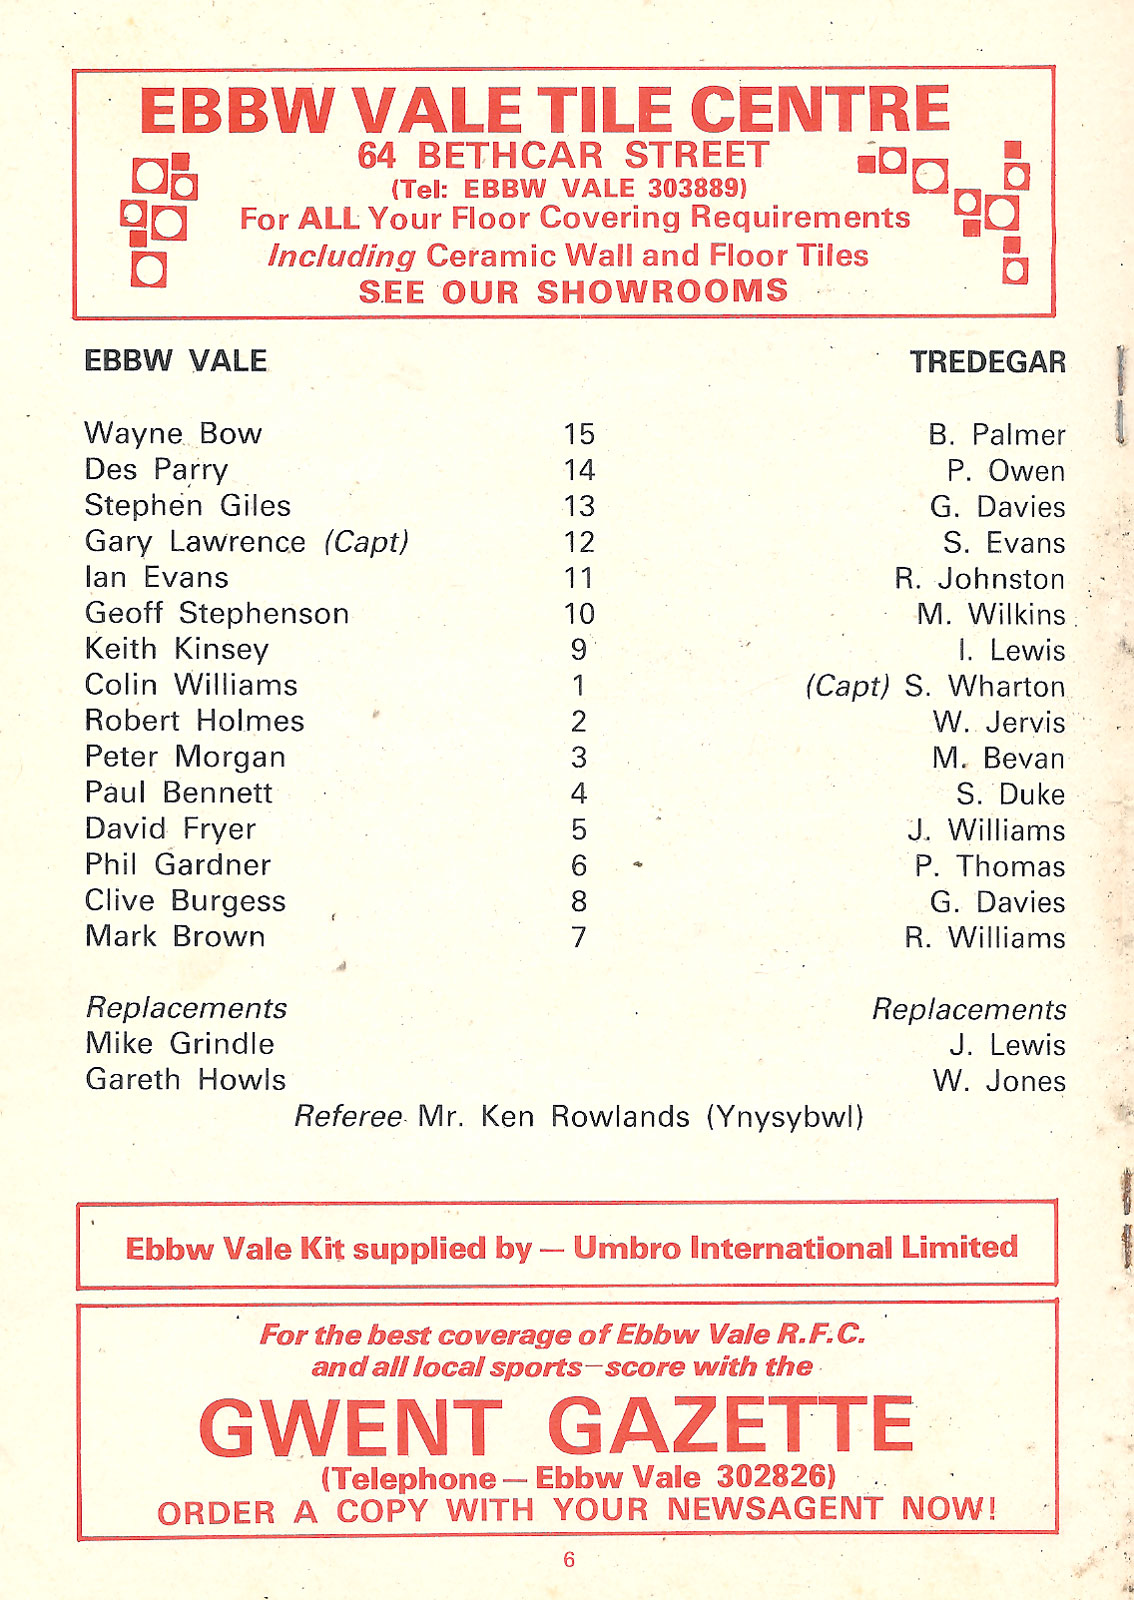 EBBW VALE TILE CENTRE
64 BETHCAR STREET
(Tel: EBBW VALE 303889)
For ALL Your Floor Covering Requirements
Including Ceramic Wall and Floor Tiles
SEE OUR SHOWROOMS
EBBW VALE TREDEGAR
Wayne Bow 15 B. Palmer
Des Parry 14 P. Owen
Stephen Giles 13 G. Davies
Gary Lawrence (Capt) 12 S. Evans
Ian Evans 11 R. Johnston
Geoff Stephenson 10 M. Wilkins
Keith Kinsey 9 I. Lewis
Colin Williams 1 (Capt) S. Wharton
Robert Holmes 2 W. Jervis
Peter Morgan 3 M. Bevan
Paul Bennett 4 S. Duke
David Fryer 5 J. Williams
Phil Gardner 6 P. Thomas
Clive Burgess 8 G. Davies
Mark Brown 7 R. Williams
Replacements Replacements
Mike Grindle J. Lewis
Gareth Howls W. Jones
Referee Mr. Ken Rowlands (Ynysybwl)
Ebbw Vale Kit supplied by — Umbro International Limited
For the best coverage of Ebbw Vale R.F.C.
and all local sports—score with the
GWENT GAZETTE
(Telephone — Ebbw Vale 302826)
ORDER A COPY WITH YOUR NEWSAGENT NOW!
6